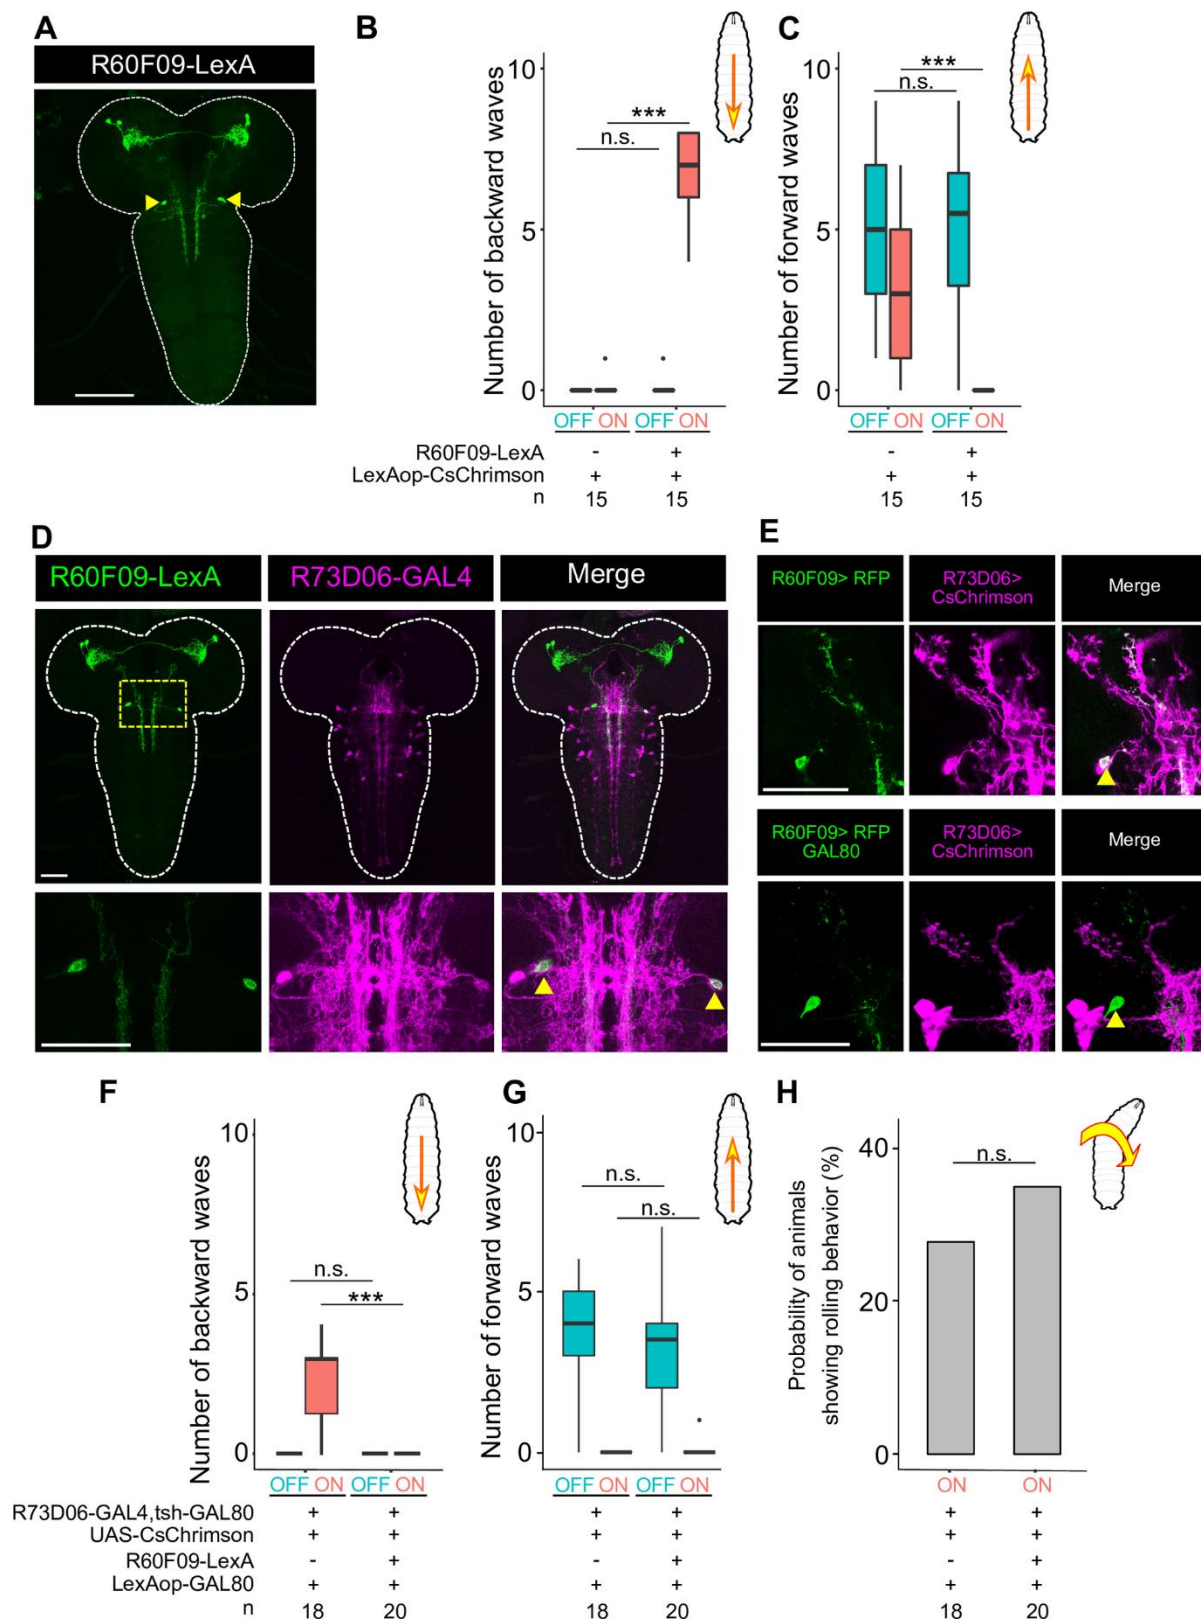 A
R60F09-LexA
B
Number of backward waves
10
5
0
n.s.
***
OFF ON OFF ON
C
Number of forward waves
10
5
0
***
n.s.
OFF ON OFF ON
R60F09-LexA - + - +
LexAop-CsChrimson + + + +
n 15 15 15 15
D
R60F09-LexA R73D06-GAL4 Merge
E
R60F09> RFP R73D06> CsChrimson Merge
R60F09> RFP GAL80 R73D06> CsChrimson Merge
F
Number of backward waves
10
5
0
n.s.
***
OFF ON OFF ON
G
Number of forward waves
10
5
0
n.s.
n.s.
OFF ON OFF ON
H
Probability of animals
showing rolling behavior (%)
40
20
0
n.s.
ON ON
R73D06-GAL4,tsh-GAL80 + + + + + +
UAS-CsChrimson + + + + + +
R60F09-LexA - + - + - +
LexAop-GAL80 + + + + + +
n 18 20 18 20 18 20